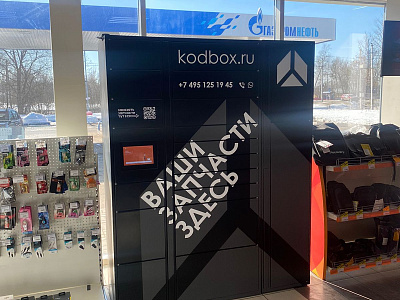 ГАЗПРОМНЕФТЬ
kodbox.ru
+7 495 125 19 45
ВАШИ
ЗАПЧАСТИ
ЗДЕСЬ